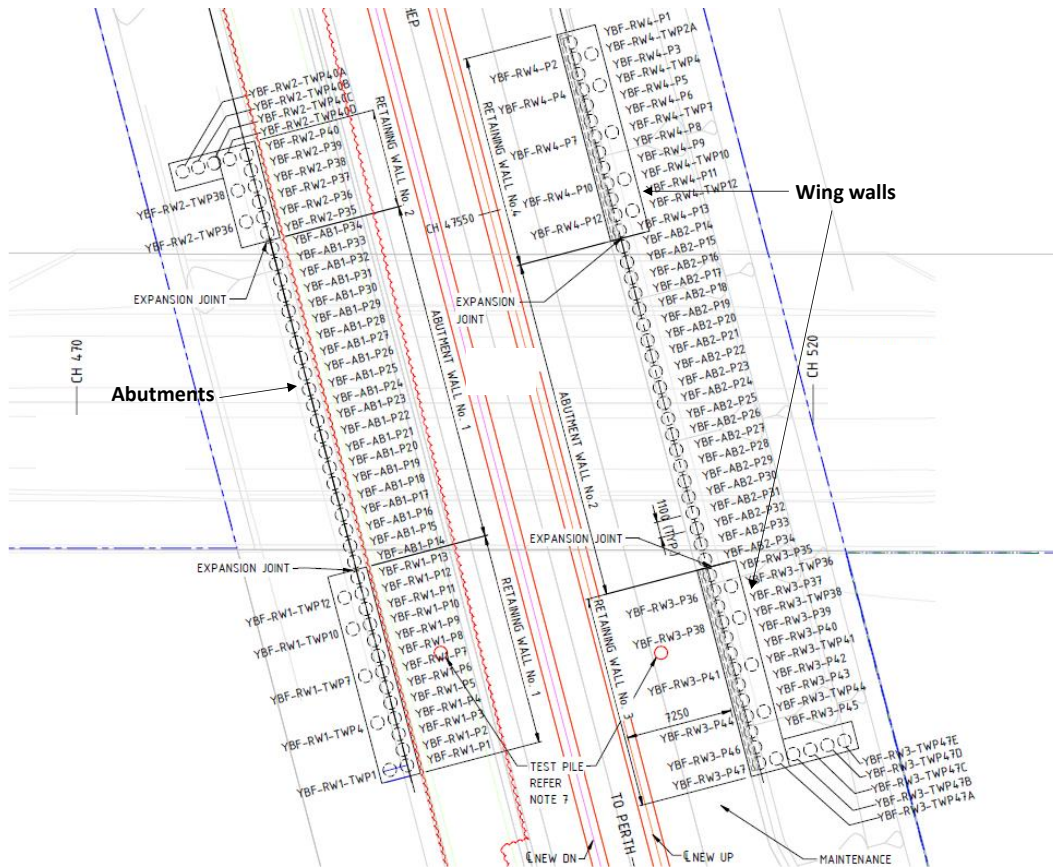 HEP
YBF-RW4-P1
YBF-RW4-TWP2A
YBF-RW4-P3
YBF-RW4-TWP4
YBF-RW4-P5
YBF-RW4-P6
YBF-RW4-TWP7
YBF-RW4-P8
YBF-RW4-P9
YBF-RW4-TWP10
YBF-RW4-P11
YBF-RW4-TWP12
YBF-RW4-P13
YBF-RW4-P2
YBF-RW4-P4
YBF-RW4-P7
YBF-RW4-P10
YBF-RW4-P12
RETAINING WALL No.4
CH 47550
Wing walls
YBF-RW2-TWP40A
YBF-RW2-TWP40B
YBF-RW2-TWP40C
YBF-RW2-TWP40D
YBF-RW2-P40
YBF-RW2-P39
YBF-RW2-P38
YBF-RW2-P37
YBF-RW2-P36
YBF-RW2-P35
YBF-RW2-TWP38
YBF-RW2-TWP36
RETAINING WALL No. 2
EXPANSION JOINT
YBF-AB1-P34
YBF-AB1-P33
YBF-AB1-P32
YBF-AB1-P31
YBF-AB1-P30
YBF-AB1-P29
YBF-AB1-P28
YBF-AB1-P27
YBF-AB1-P26
YBF-AB1-P25
YBF-AB1-P24
YBF-AB1-P23
YBF-AB1-P22
YBF-AB1-P21
YBF-AB1-P20
YBF-AB1-P19
YBF-AB1-P18
YBF-AB1-P17
YBF-AB1-P16
YBF-AB1-P15
YBF-AB1-P14
ABUTMENT WALL No. 1
CH 470
Abutments
EXPANSION
JOINT
YBF-AB2-P14
YBF-AB2-P15
YBF-AB2-P16
YBF-AB2-P17
YBF-AB2-P18
YBF-AB2-P19
YBF-AB2-P20
YBF-AB2-P21
YBF-AB2-P22
YBF-AB2-P23
YBF-AB2-P24
YBF-AB2-P25
YBF-AB2-P26
YBF-AB2-P27
YBF-AB2-P28
YBF-AB2-P29
YBF-AB2-P30
YBF-AB2-P31
YBF-AB2-P32
YBF-AB2-P33
YBF-AB2-P34
ABUTMENT WALL No.2
CH 520
1100 (TYP)
EXPANSION JOINT
EXPANSION JOINT
YBF-RW1-P13
YBF-RW1-P12
YBF-RW1-P11
YBF-RW1-P10
YBF-RW1-P9
YBF-RW1-P8
YBF-RW1-P7
YBF-RW1-P6
YBF-RW1-P5
YBF-RW1-P4
YBF-RW1-P3
YBF-RW1-P2
YBF-RW1-P1
YBF-RW1-TWP12
YBF-RW1-TWP10
YBF-RW1-TWP7
YBF-RW1-TWP4
YBF-RW1-TWP1
RETAINING WALL No. 1
YBF-RW3-P35
YBF-RW3-TWP36
YBF-RW3-P37
YBF-RW3-TWP38
YBF-RW3-P39
YBF-RW3-P40
YBF-RW3-TWP41
YBF-RW3-P42
YBF-RW3-P43
YBF-RW3-TWP44
YBF-RW3-P45
YBF-RW3-P36
YBF-RW3-P38
YBF-RW3-P41
YBF-RW3-P44
YBF-RW3-P46
YBF-RW3-P47
RETAINING WALL No. 3
7250
YBF-RW3-TWP47E
YBF-RW3-TWP47D
YBF-RW3-TWP47C
YBF-RW3-TWP47B
YBF-RW3-TWP47A
TEST PILE
REFER
NOTE 7
TO PERTH
℄ NEW DN
℄ NEW UP
MAINTENANCE